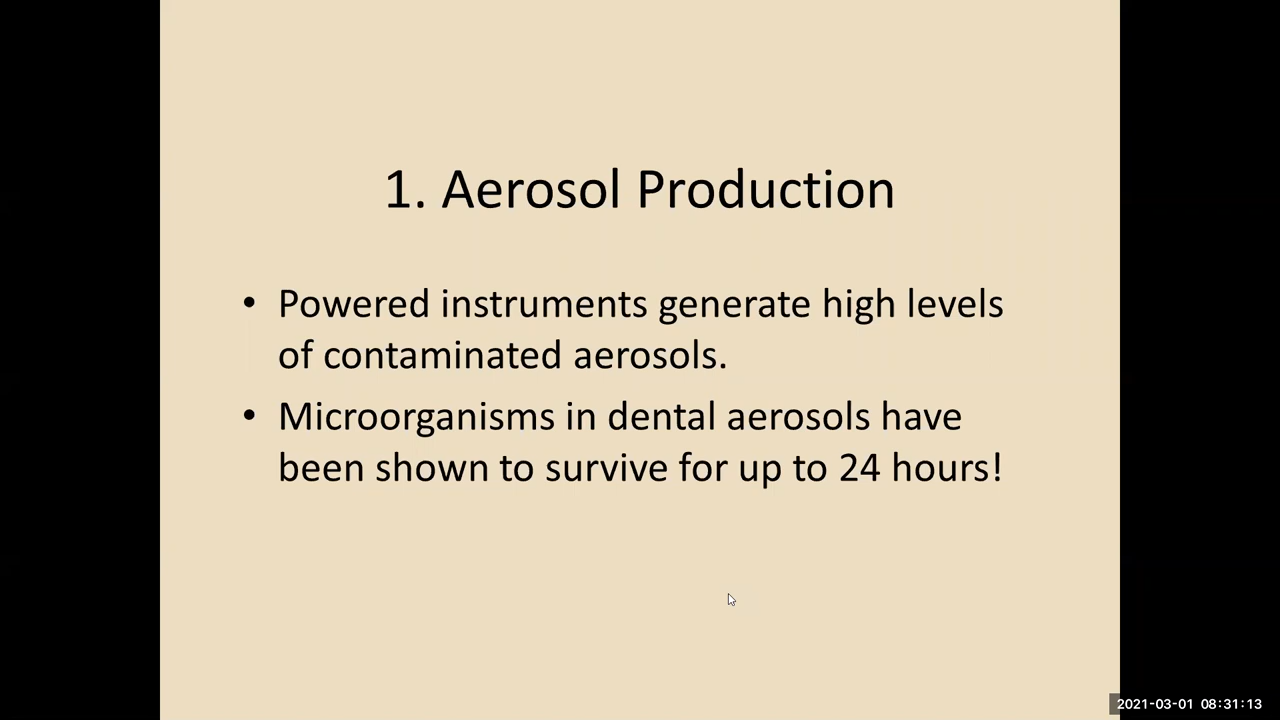 1. Aerosol Production
• Powered instruments generate high levels
of contaminated aerosols.
• Microorganisms in dental aerosols have
been shown to survive for up to 24 hours!
2021-03-01 08:31:13